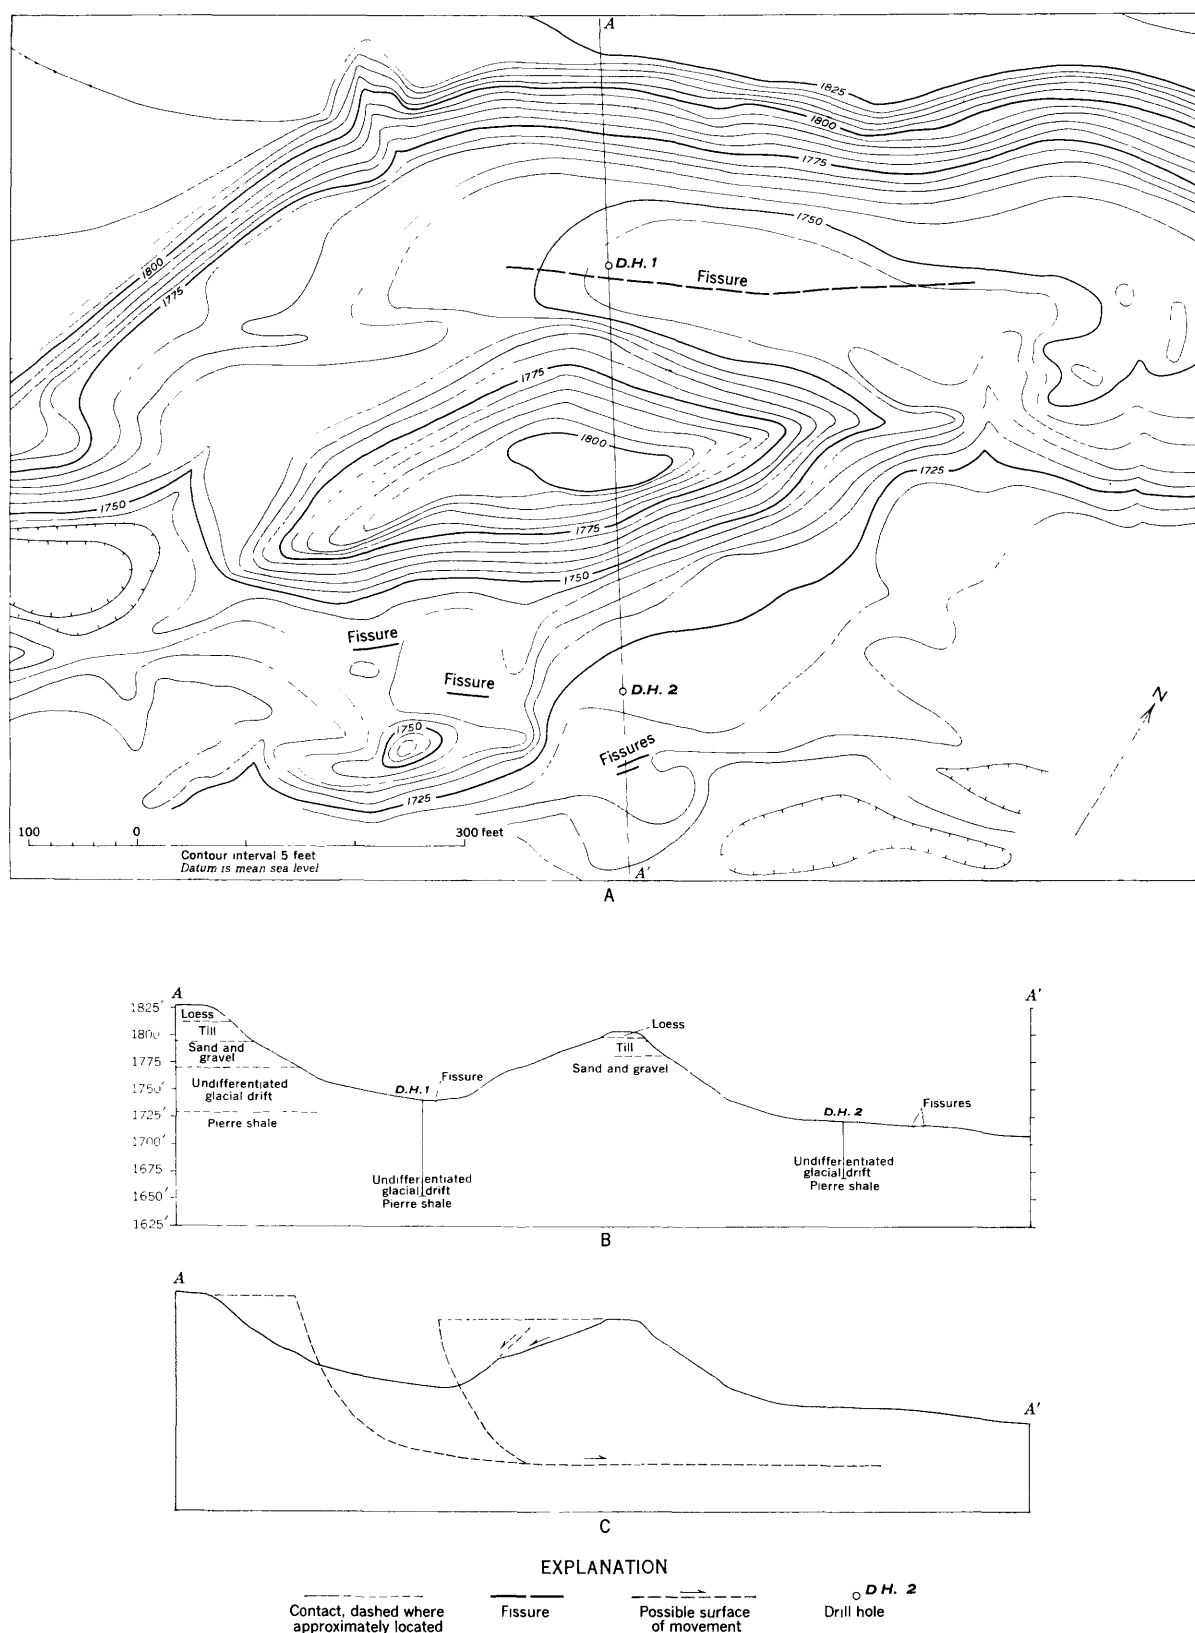 A
1825
1800
1775
1750
D.H. 1
Fissure
1800
1775
1775
1800
1725
1775
1750
1750
Fissure
Fissure
D.H. 2
N
1750
Fissures
1725
100 0 300 feet
Contour interval 5 feet
Datum is mean sea level
A'
A
A
A'
1825'
1800
1775
1750'
1725'
1700'
1675'
1650'
1625'
Loess
Till
Sand and
gravel
Undifferentiated
glacial drift
Pierre shale
D.H. 1
Fissure
Undifferentiated
glacial drift
Pierre shale
Loess
Till
Sand and gravel
D.H. 2
Fissures
Undifferentiated
glacial drift
Pierre shale
B
A
A'
C
EXPLANATION
Contact, dashed where
approximately located
Fissure
Possible surface
of movement
D H. 2
Drill hole